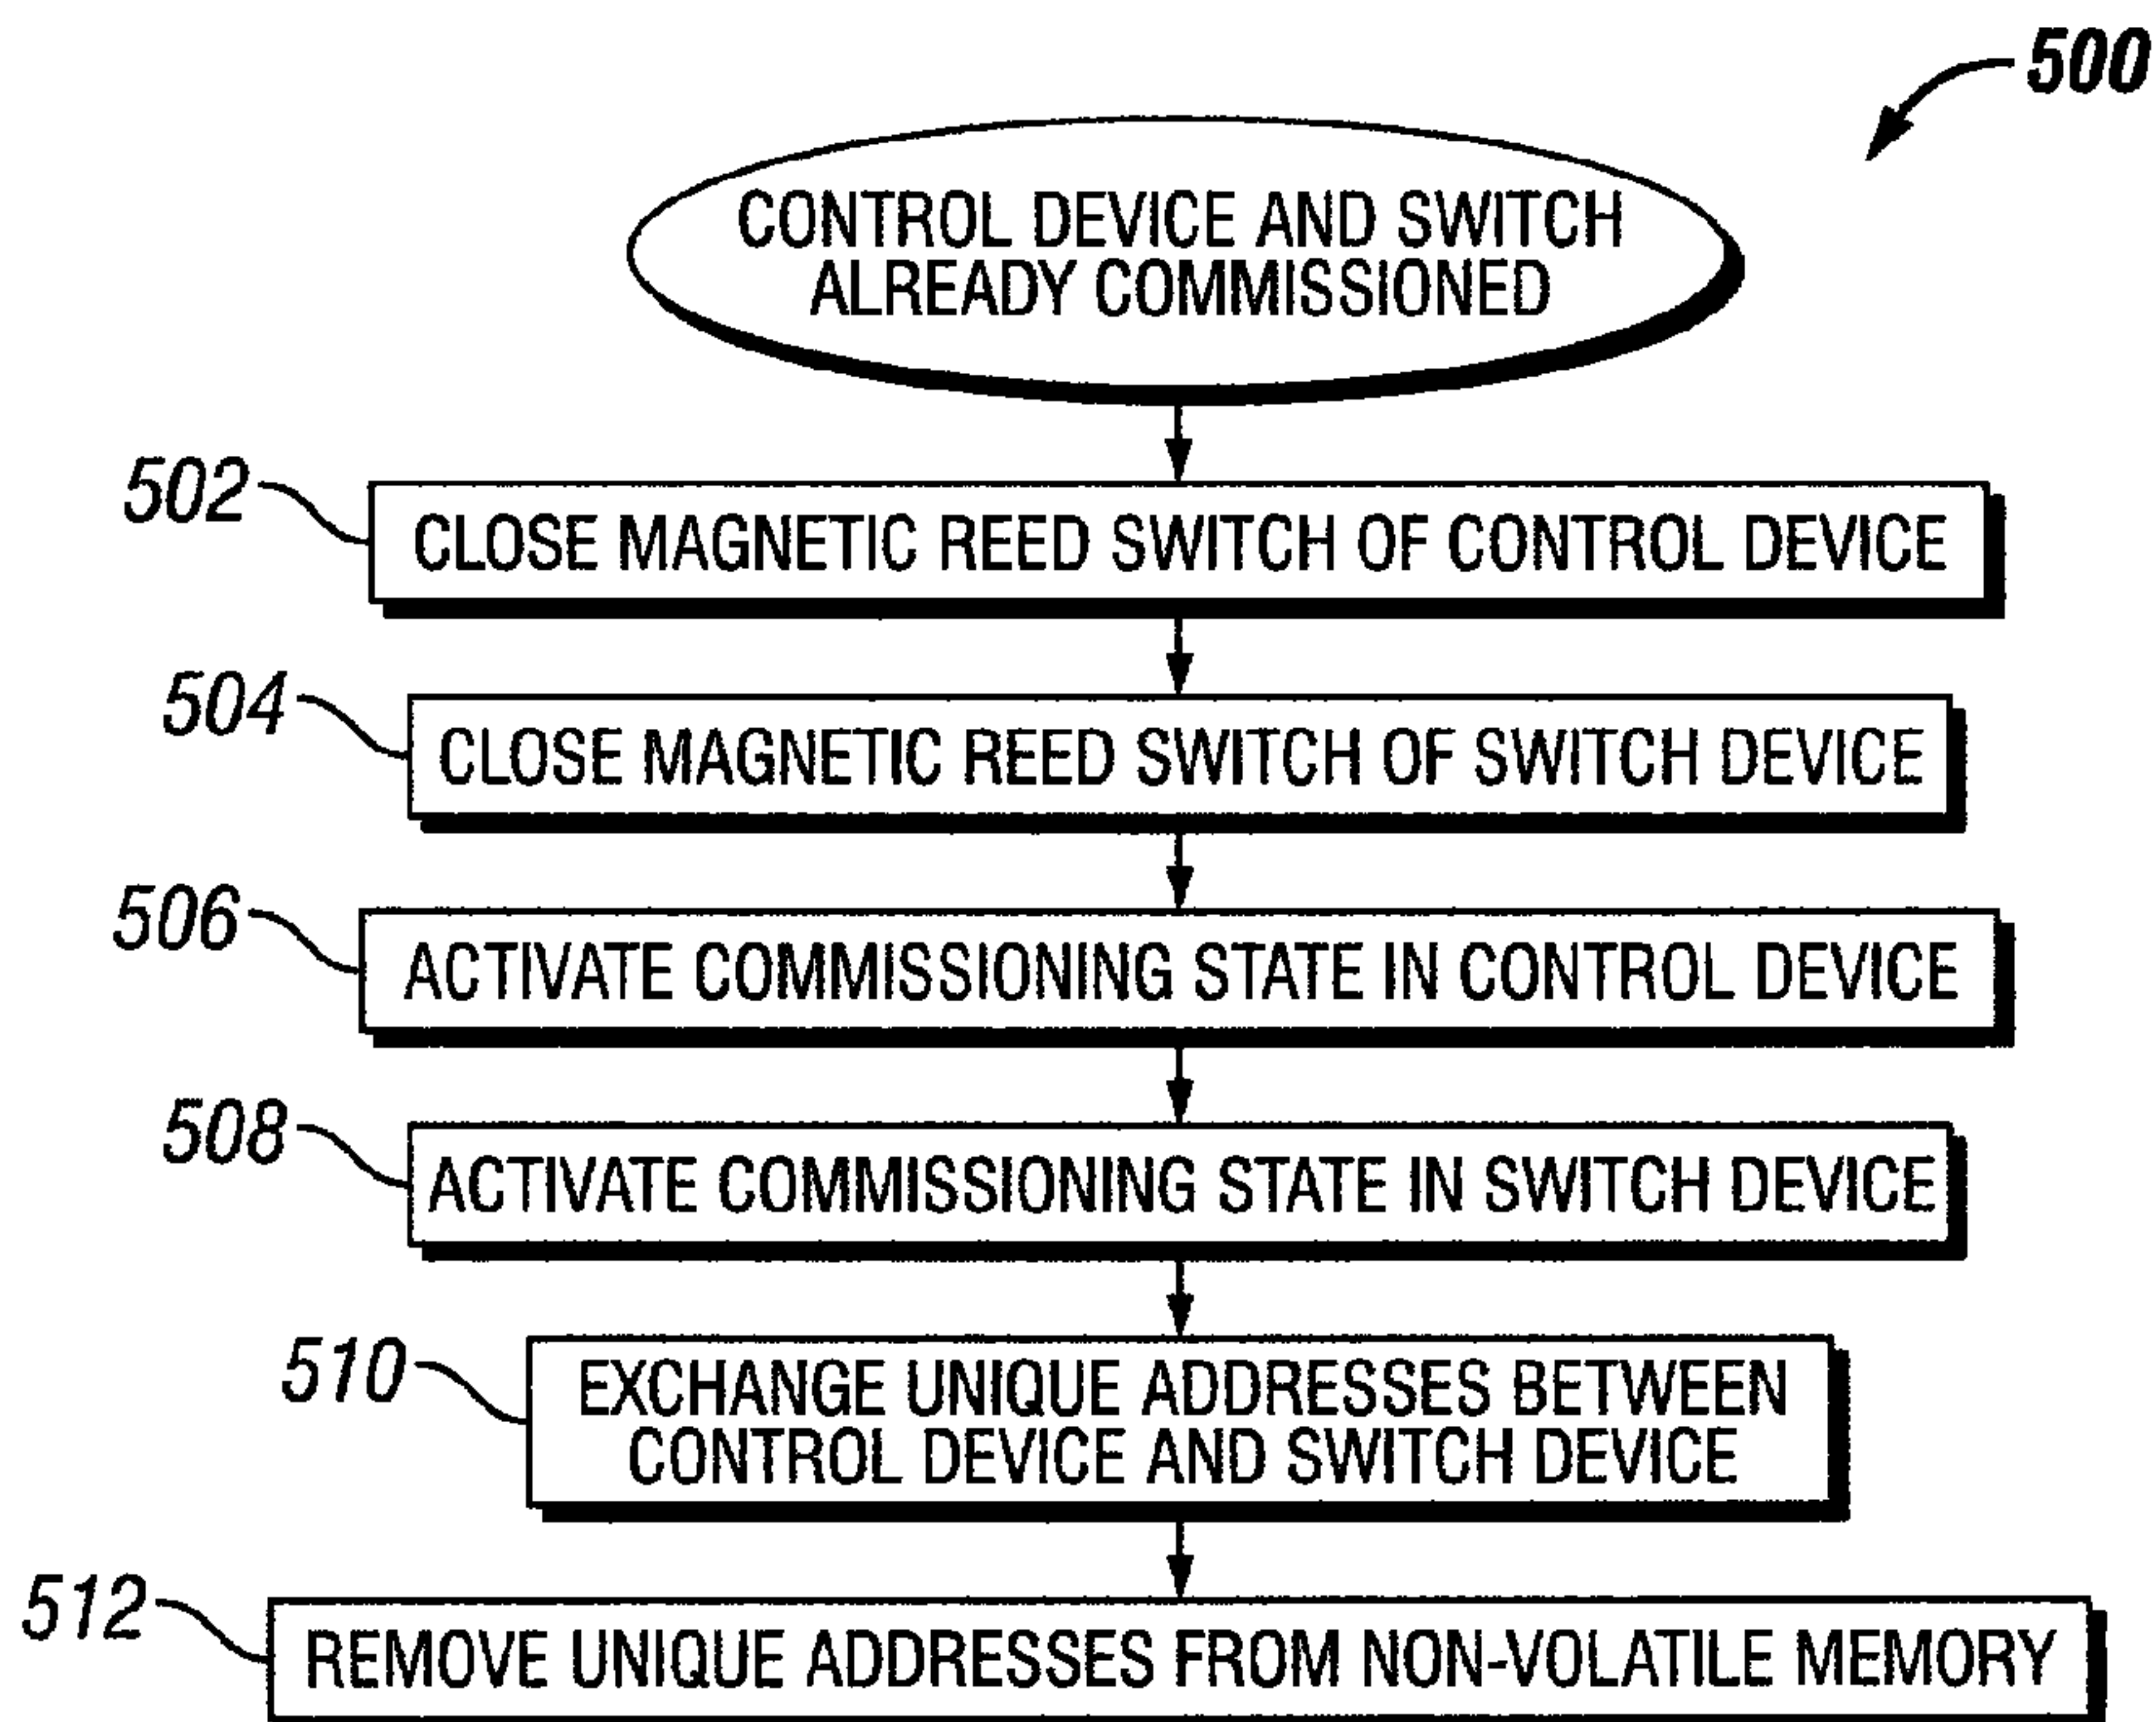 500
CONTROL DEVICE AND SWITCH
ALREADY COMMISSIONED
502
CLOSE MAGNETIC REED SWITCH OF CONTROL DEVICE
504
CLOSE MAGNETIC REED SWITCH OF SWITCH DEVICE
506
ACTIVATE COMMISSIONING STATE IN CONTROL DEVICE
508
ACTIVATE COMMISSIONING STATE IN SWITCH DEVICE
510
EXCHANGE UNIQUE ADDRESSES BETWEEN
CONTROL DEVICE AND SWITCH DEVICE
512
REMOVE UNIQUE ADDRESSES FROM NON-VOLATILE MEMORY